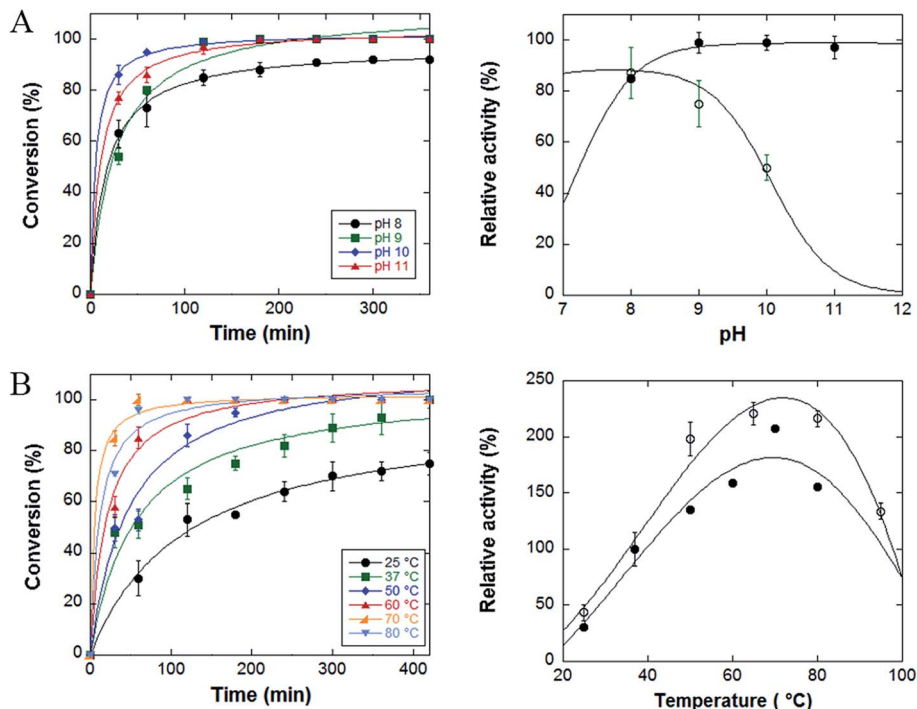 A
Conversion (%)
100
80
60
40
20
0
0 100 200 300
Time (min)
pH 8
pH 9
pH 10
pH 11
Relative activity (%)
100
80
60
40
20
0
7 8 9 10 11 12
pH
B
Conversion (%)
100
80
60
40
20
0
0 100 200 300 400
Time (min)
25 °C
37 °C
50 °C
60 °C
70 °C
80 °C
Relative activity (%)
250
200
150
100
50
0
20 40 60 80 100
Temperature ( °C)